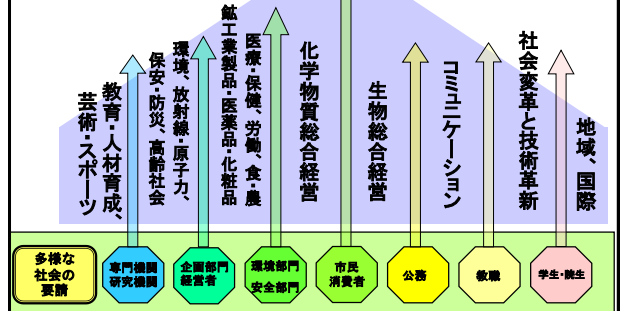 芸術・スポーツ
教育・人材育成、
保安・防災、高齢社会
環境、放射線・原子力、
鉱工業製品・医薬品・化粧品
医療・保健、労働、食・農
化学物質総合経営
生物総合経営
コミュニケーション
社会変革と技術革新
地域、国際
多様な
社会の
要請
専門機関
研究機関
企画部門
経営者
環境部門
安全部門
市民
消費者
公務
教職
学生・院生